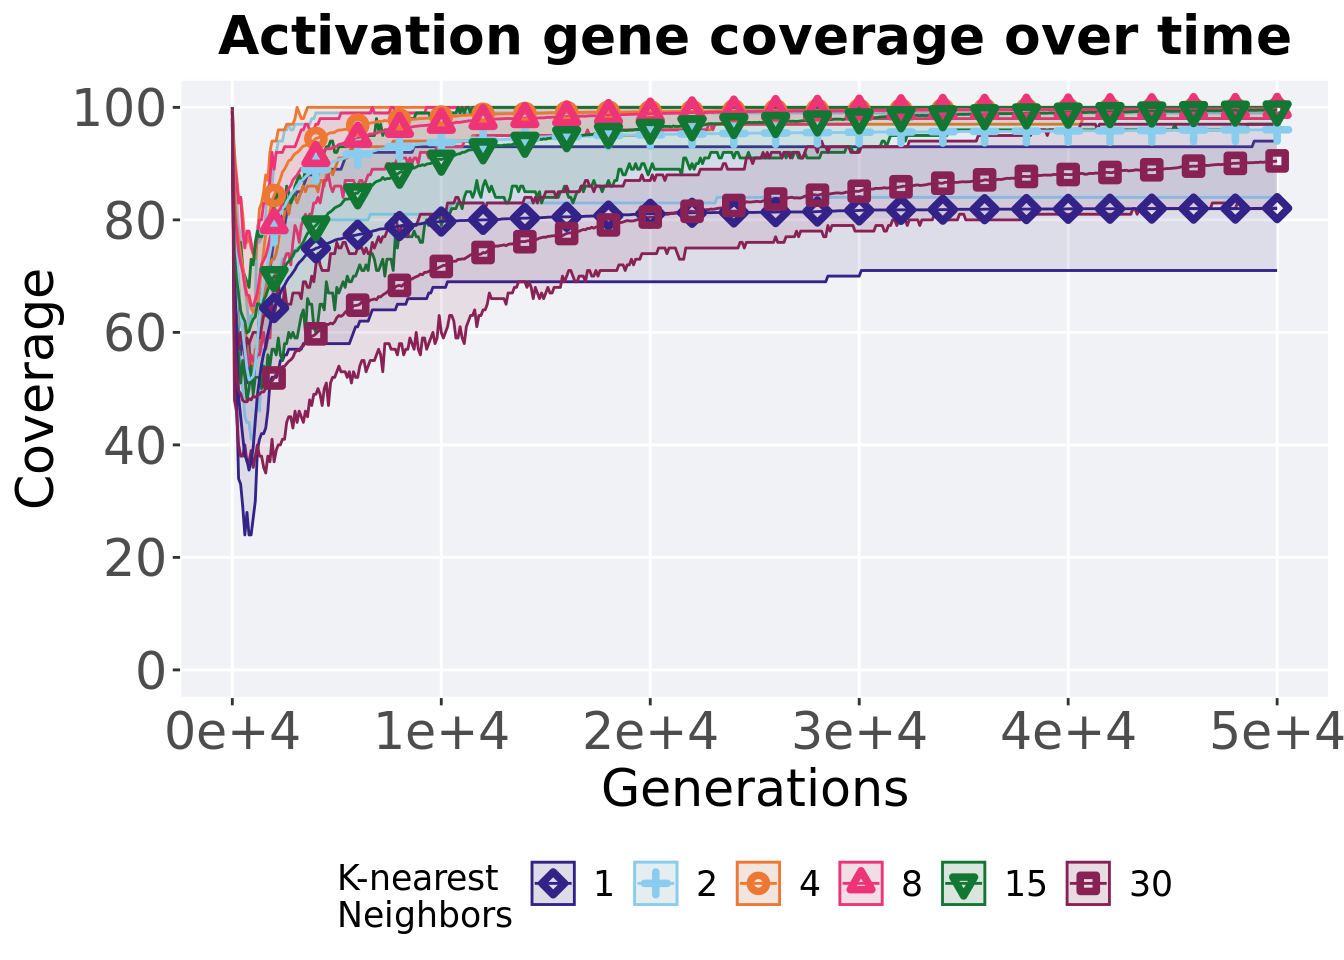 Activation gene coverage over time
Coverage
100
80
60
40
20
0
0e+4 1e+4 2e+4 3e+4 4e+4 5e+4
Generations
K-nearest
Neighbors
1 2 4 8 15 30